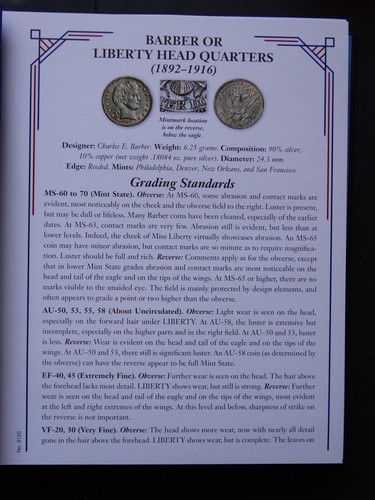 BARBER OR
LIBERTY HEAD QUARTERS
(1892–1916)
Mintmark location
is on the reverse,
below the eagle.
Designer: Charles E. Barber. Weight: 6.25 grams. Composition: 90% silver,
10% copper (net weight .18084 oz. pure silver). Diameter: 24.3 mm.
Edge: Reeded. Mints: Philadelphia, Denver, New Orleans, and San Francisco.
Grading Standards
MS-60 to 70 (Mint State). Obverse: At MS-60, some abrasion and contact marks are
evident, most noticeably on the cheek and the obverse field to the right. Luster is present,
but may be dull or lifeless. Many Barber coins have been cleaned, especially of the earlier
dates. At MS-63, contact marks are very few. Abrasion still is evident, but less than at
lower levels. Indeed, the cheek of Miss Liberty virtually showcases abrasion. An MS-65
coin may have minor abrasion, but contact marks are so minute as to require magnifica-
tion. Luster should be full and rich. Reverse: Comments apply as for the obverse, except
that in lower Mint State grades abrasion and contact marks are most noticeable on the
head and tail of the eagle and on the tips of the wings. At MS-65 or higher, there are no
marks visible to the unaided eye. The field is mainly protected by design elements, and
often appears to grade a point or two higher than the obverse.
AU-50, 53, 55, 58 (About Uncirculated). Obverse: Light wear is seen on the head,
especially on the forward hair under LIBERTY. At AU-58, the luster is extensive but
incomplete, especially on the higher parts and in the right field. At AU-50 and 53, luster
is less. Reverse: Wear is evident on the head and tail of the eagle and on the tips of the
wings. At AU–50 and 53, there still is significant luster. An AU-58 coin (as determined by
the obverse) can have the reverse appear to be full Mint State.
EF-40, 45 (Extremely Fine). Obverse: Further wear is seen on the head. The hair above
the forehead lacks most detail. LIBERTY shows wear, but still is strong. Reverse: Further
wear is seen on the head and tail of the eagle and on the tips of the wings, most evident
at the left and right extremes of the wings. At this level and below, sharpness of strike on
the reverse is not important.
VF-20, 30 (Very Fine). Obverse: The head shows more wear, now with nearly all detail
gone in the hair above the forehead. LIBERTY shows wear, but is complete. The leaves on
No. 9120